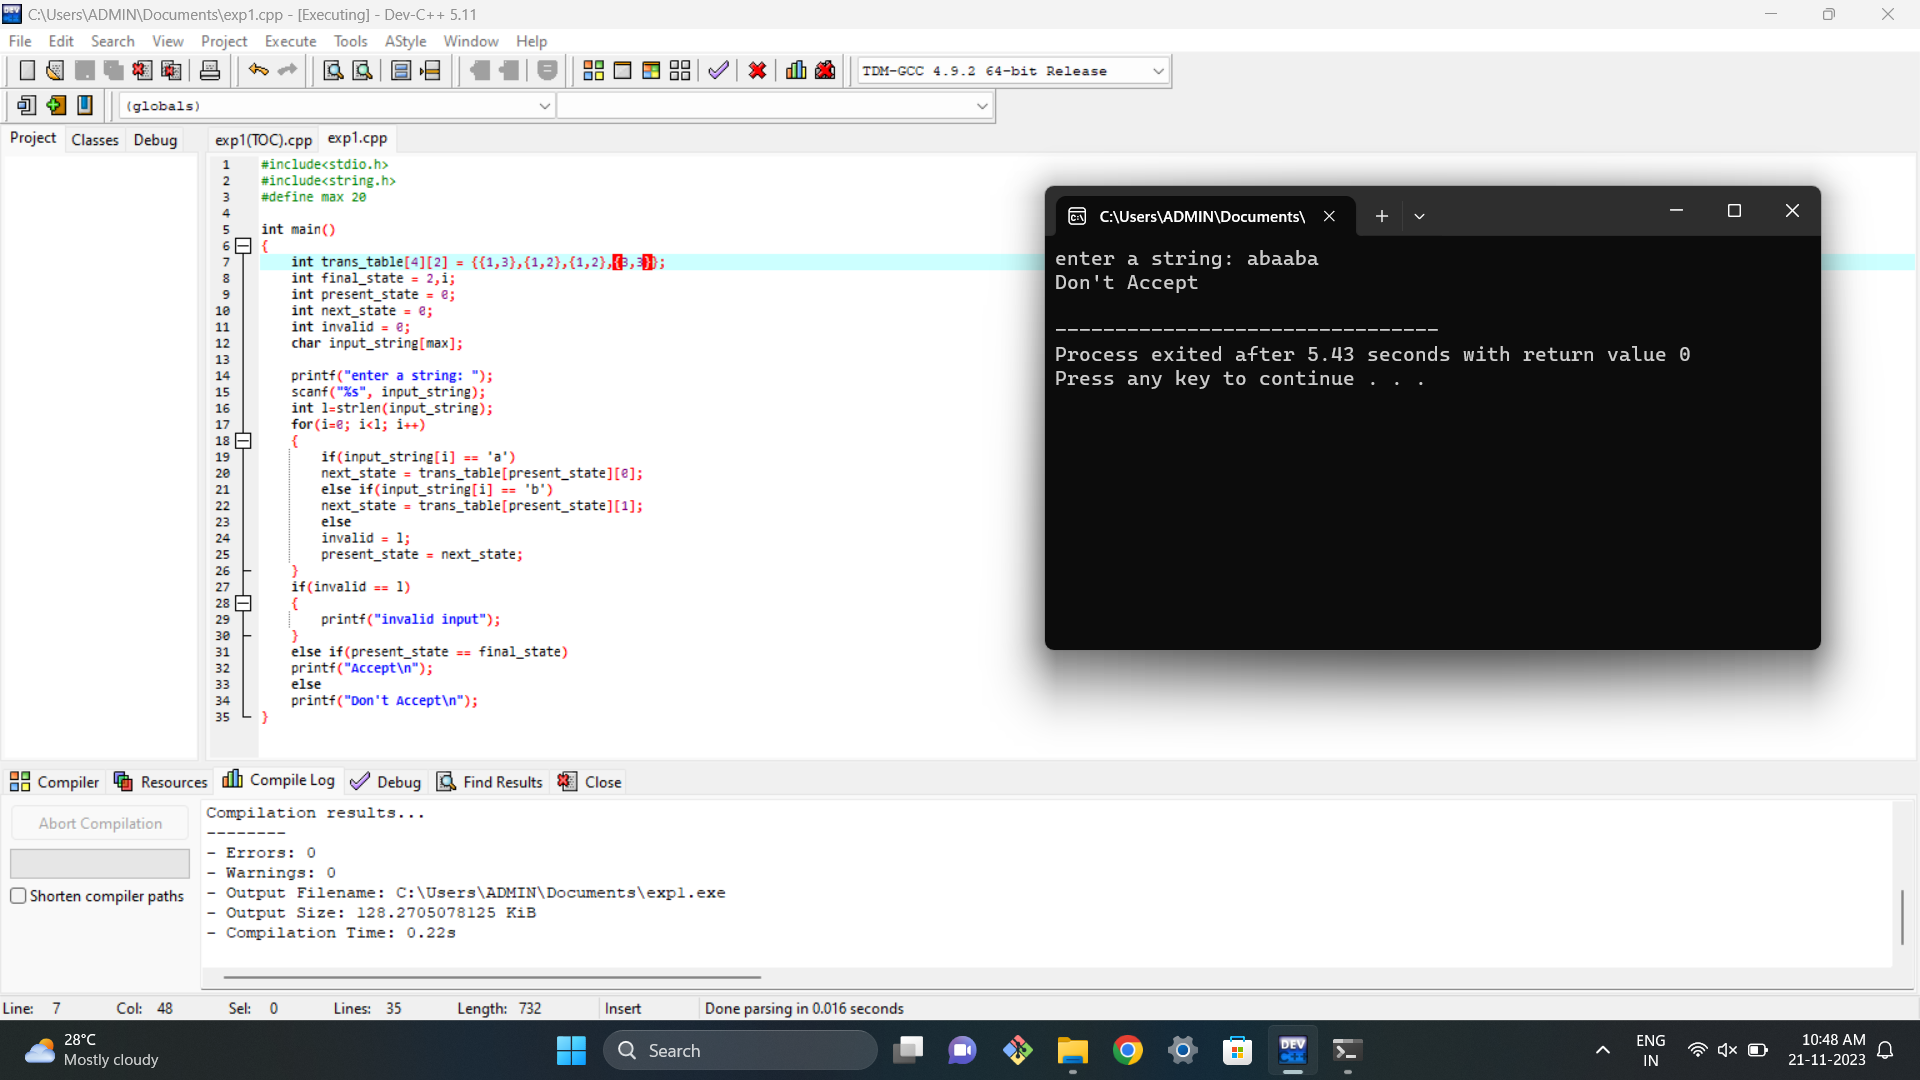 C:\Users\ADMIN\Documents\exp1.cpp - [Executing] - Dev-C++ 5.11
File Edit Search View Project Execute Tools AStyle Window Help
TDM-GCC 4.9.2 64-bit Release
(globals)
Project Classes Debug
exp1(TOC).cpp exp1.cpp
1 #include<stdio.h>
2 #include<string.h>
3 #define max 20
4
5 int main()
6 {
7 int trans_table[4][2] = {{1,3},{1,2},{1,2},{3,3}};
8 int final_state = 2,i;
9 int present_state = 0;
10 int next_state = 0;
11 int invalid = 0;
12 char input_string[max];
13
14 printf("enter a string: ");
15 scanf("%s", input_string);
16 int l=strlen(input_string);
17 for(i=0; i<l; i++)
18 {
19 if(input_string[i] == 'a')
20 next_state = trans_table[present_state][0];
21 else if(input_string[i] == 'b')
22 next_state = trans_table[present_state][1];
23 else
24 invalid = l;
25 present_state = next_state;
26 }
27 if(invalid == l)
28 {
29 printf("invalid input");
30 }
31 else if(present_state == final_state)
32 printf("Accept\n");
33 else
34 printf("Don't Accept\n");
35 }
C:\Users\ADMIN\Documents\
enter a string: abaaba
Don't Accept
--------------------------------
Process exited after 5.43 seconds with return value 0
Press any key to continue . . .
Compiler Resources Compile Log Debug Find Results Close
Abort Compilation
Shorten compiler paths
Compilation results...
--------
- Errors: 0
- Warnings: 0
- Output Filename: C:\Users\ADMIN\Documents\exp1.exe
- Output Size: 128.2705078125 KiB
- Compilation Time: 0.22s
Line: 7 Col: 48 Sel: 0 Lines: 35 Length: 732 Insert Done parsing in 0.016 seconds
28°C
Mostly cloudy
Search
DEV
C++
ENG
IN
10:48 AM
21-11-2023